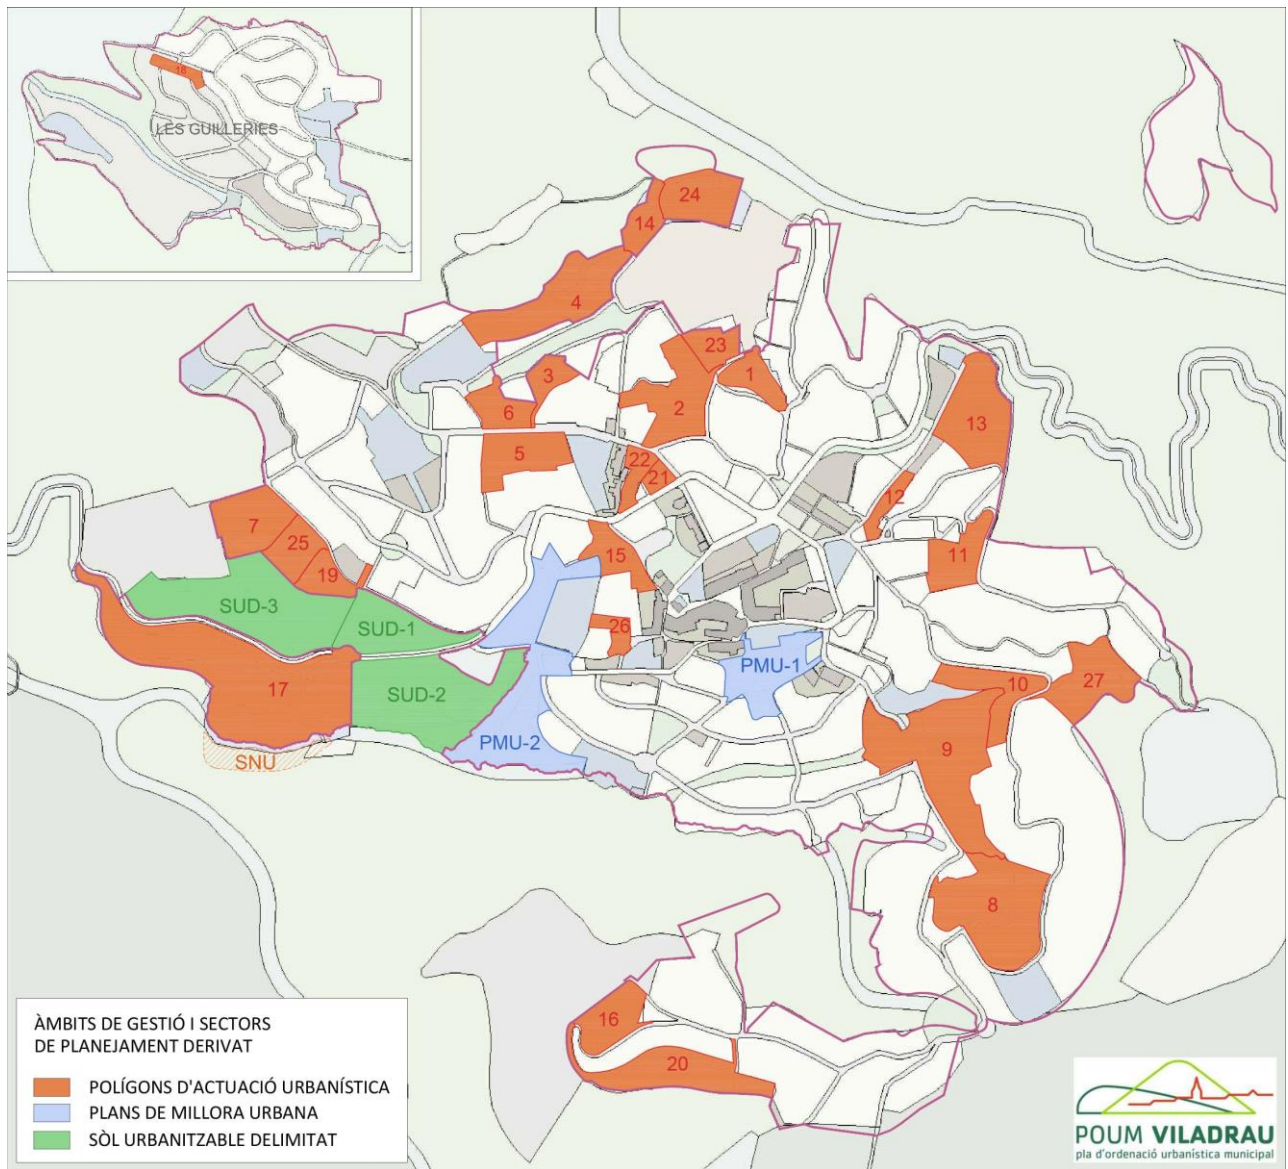 18
LES GUILLERIES
24
14
4
23
3
1
6
2
13
5
22
21
12
7
25
15
11
19
SUD-3
SUD-1
26
PMU-1
17
SUD-2
10
27
PMU-2
9
SNU
8
16
20
ÀMBITS DE GESTIÓ I SECTORS
DE PLANEJAMENT DERIVAT
POLÍGONS D'ACTUACIÓ URBANÍSTICA
PLANS DE MILLORA URBANA
SÒL URBANITZABLE DELIMITAT
POUM VILADRAU
pla d'ordenació urbanística municipal